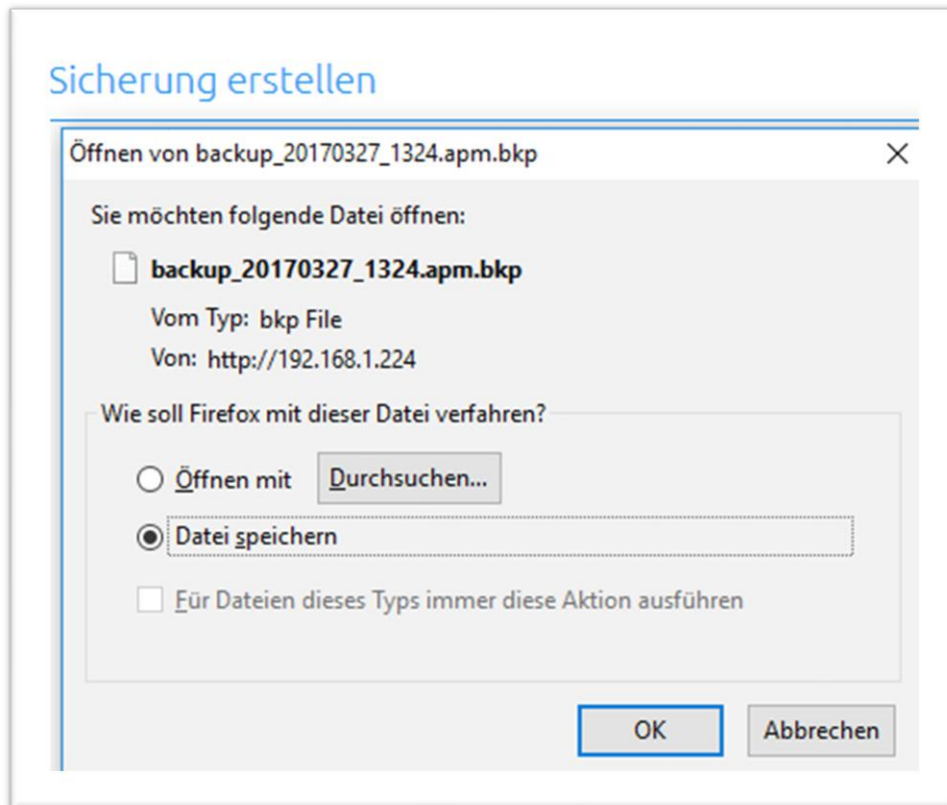 Sicherung erstellen
Öffnen von backup_20170327_1324.apm.bkp
Sie möchten folgende Datei öffnen:
backup_20170327_1324.apm.bkp
Vom Typ: bkp File
Von: http://192.168.1.224
Wie soll Firefox mit dieser Datei verfahren?
Öffnen mit Durchsuchen...
Datei speichern
Für Dateien dieses Typs immer diese Aktion ausführen
OK Abbrechen